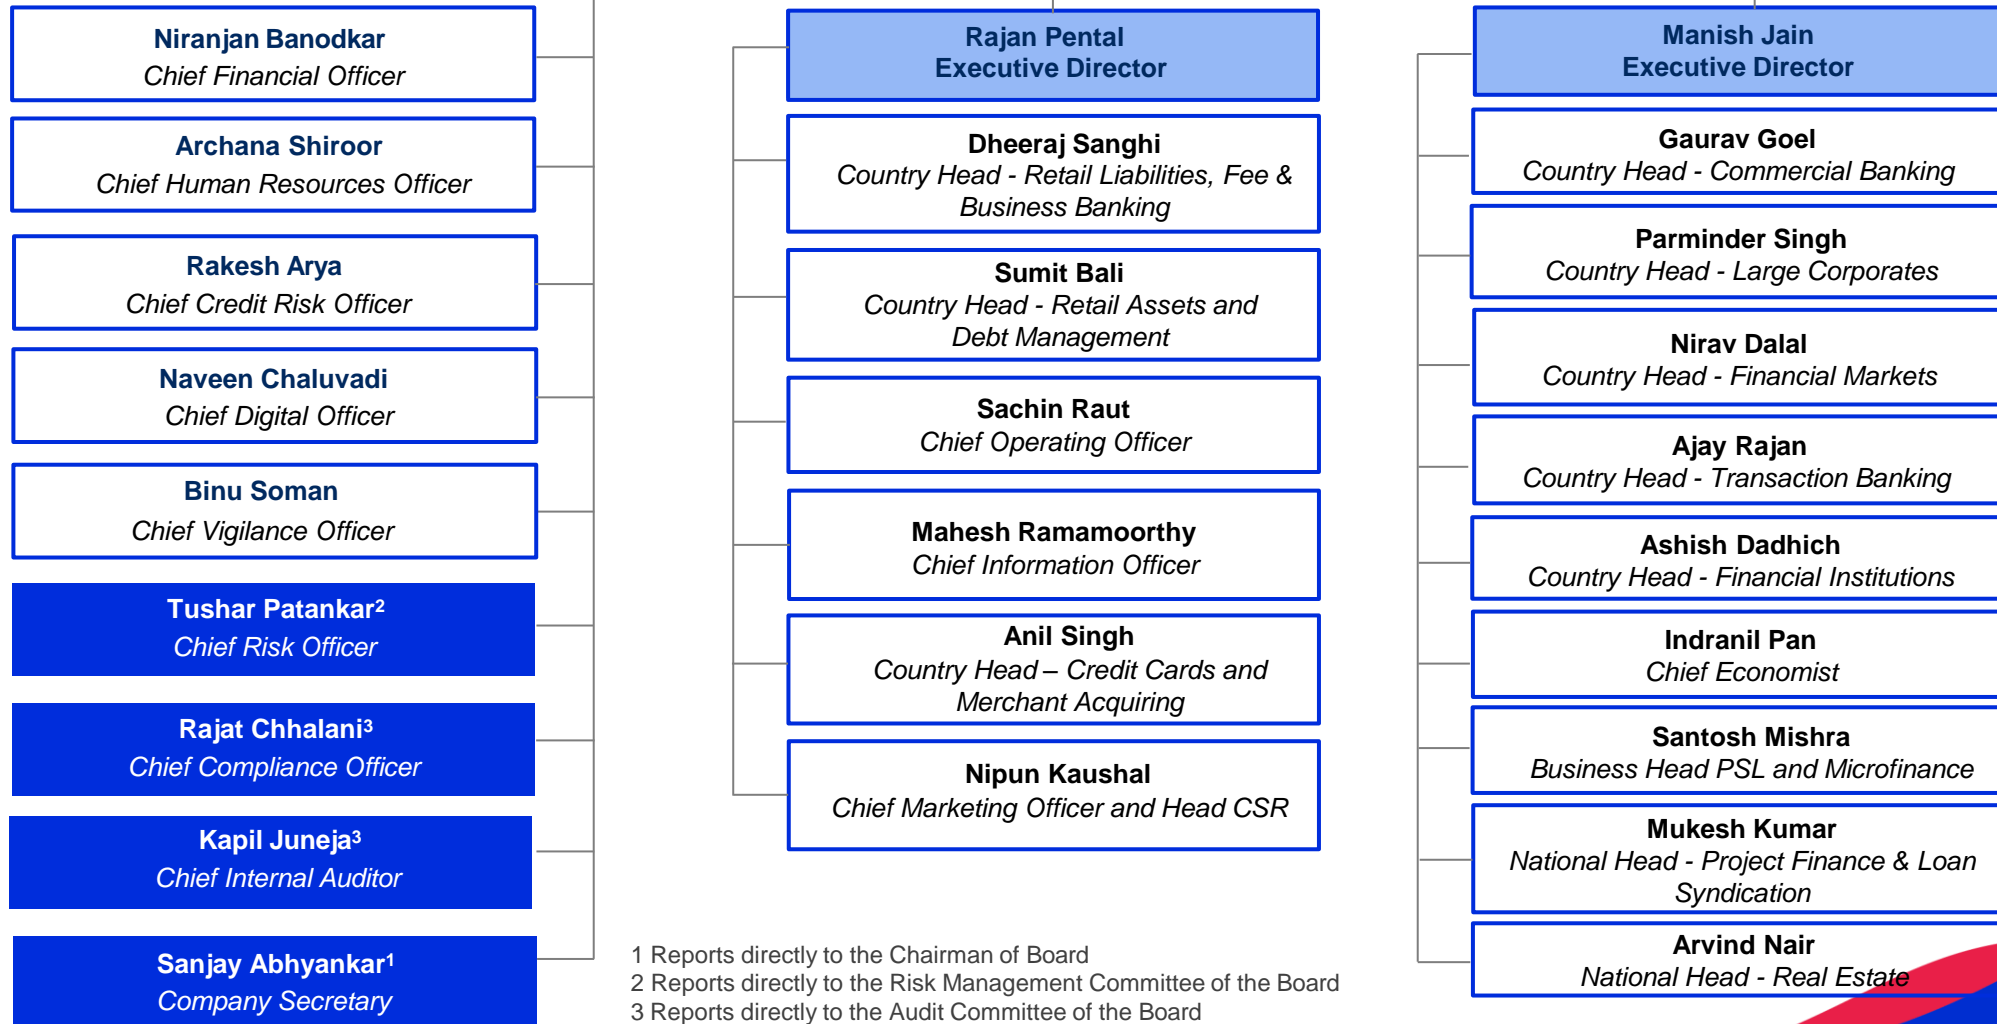 Niranjan Banodkar
Chief Financial Officer
Archana Shiroor
Chief Human Resources Officer
Rakesh Arya
Chief Credit Risk Officer
Naveen Chaluvadi
Chief Digital Officer
Binu Soman
Chief Vigilance Officer
Tushar Patankar2
Chief Risk Officer
Rajat Chhalani3
Chief Compliance Officer
Kapil Juneja3
Chief Internal Auditor
Sanjay Abhyankar1
Company Secretary
Rajan Pental
Executive Director
Dheeraj Sanghi
Country Head - Retail Liabilities, Fee &
Business Banking
Sumit Bali
Country Head - Retail Assets and
Debt Management
Sachin Raut
Chief Operating Officer
Mahesh Ramamoorthy
Chief Information Officer
Anil Singh
Country Head – Credit Cards and
Merchant Acquiring
Nipun Kaushal
Chief Marketing Officer and Head CSR
Manish Jain
Executive Director
Gaurav Goel
Country Head - Commercial Banking
Parminder Singh
Country Head - Large Corporates
Nirav Dalal
Country Head - Financial Markets
Ajay Rajan
Country Head - Transaction Banking
Ashish Dadhich
Country Head - Financial Institutions
Indranil Pan
Chief Economist
Santosh Mishra
Business Head PSL and Microfinance
Mukesh Kumar
National Head - Project Finance & Loan
Syndication
Arvind Nair
National Head - Real Estate
1 Reports directly to the Chairman of Board
2 Reports directly to the Risk Management Committee of the Board
3 Reports directly to the Audit Committee of the Board